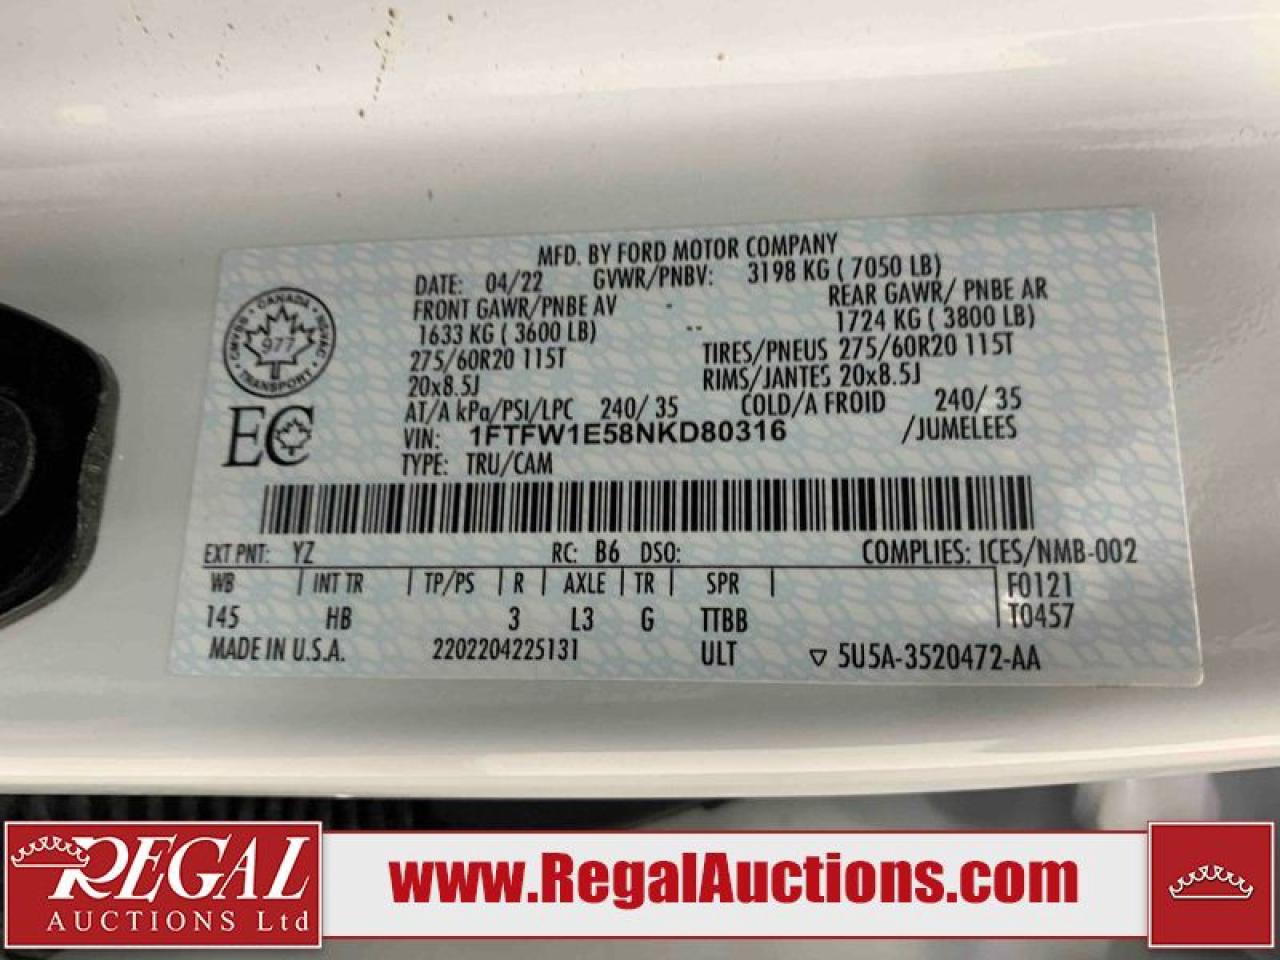 MFD. BY FORD MOTOR COMPANY
DATE: 04/22 GVWR/PNBV: 3198 KG ( 7050 LB)
FRONT GAWR/PNBE AV REAR GAWR/ PNBE AR
1633 KG ( 3600 LB) 1724 KG ( 3800 LB)
275/60R20 115T TIRES/PNEUS 275/60R20 115T
20x8.5J RIMS/JANTES 20x8.5J
AT/A kPa/PSI/LPC 240/ 35 COLD/A FROID 240/ 35
VIN: 1FTFW1E58NKD80316 /JUMELEES
TYPE: TRU/CAM
CANADA
977
TRANSPORT
EC
EXT PNT: YZ RC: B6 DSO: COMPLIES: ICES/NMB-002
WB INT TR TP/PS R AXLE TR SPR F0121
145 HB 3 L3 G TTBB T0457
MADE IN U.S.A. 2202204225131 ULT ▽ 5U5A-3520472-AA
REGAL
AUCTIONS Ltd
www.RegalAuctions.com